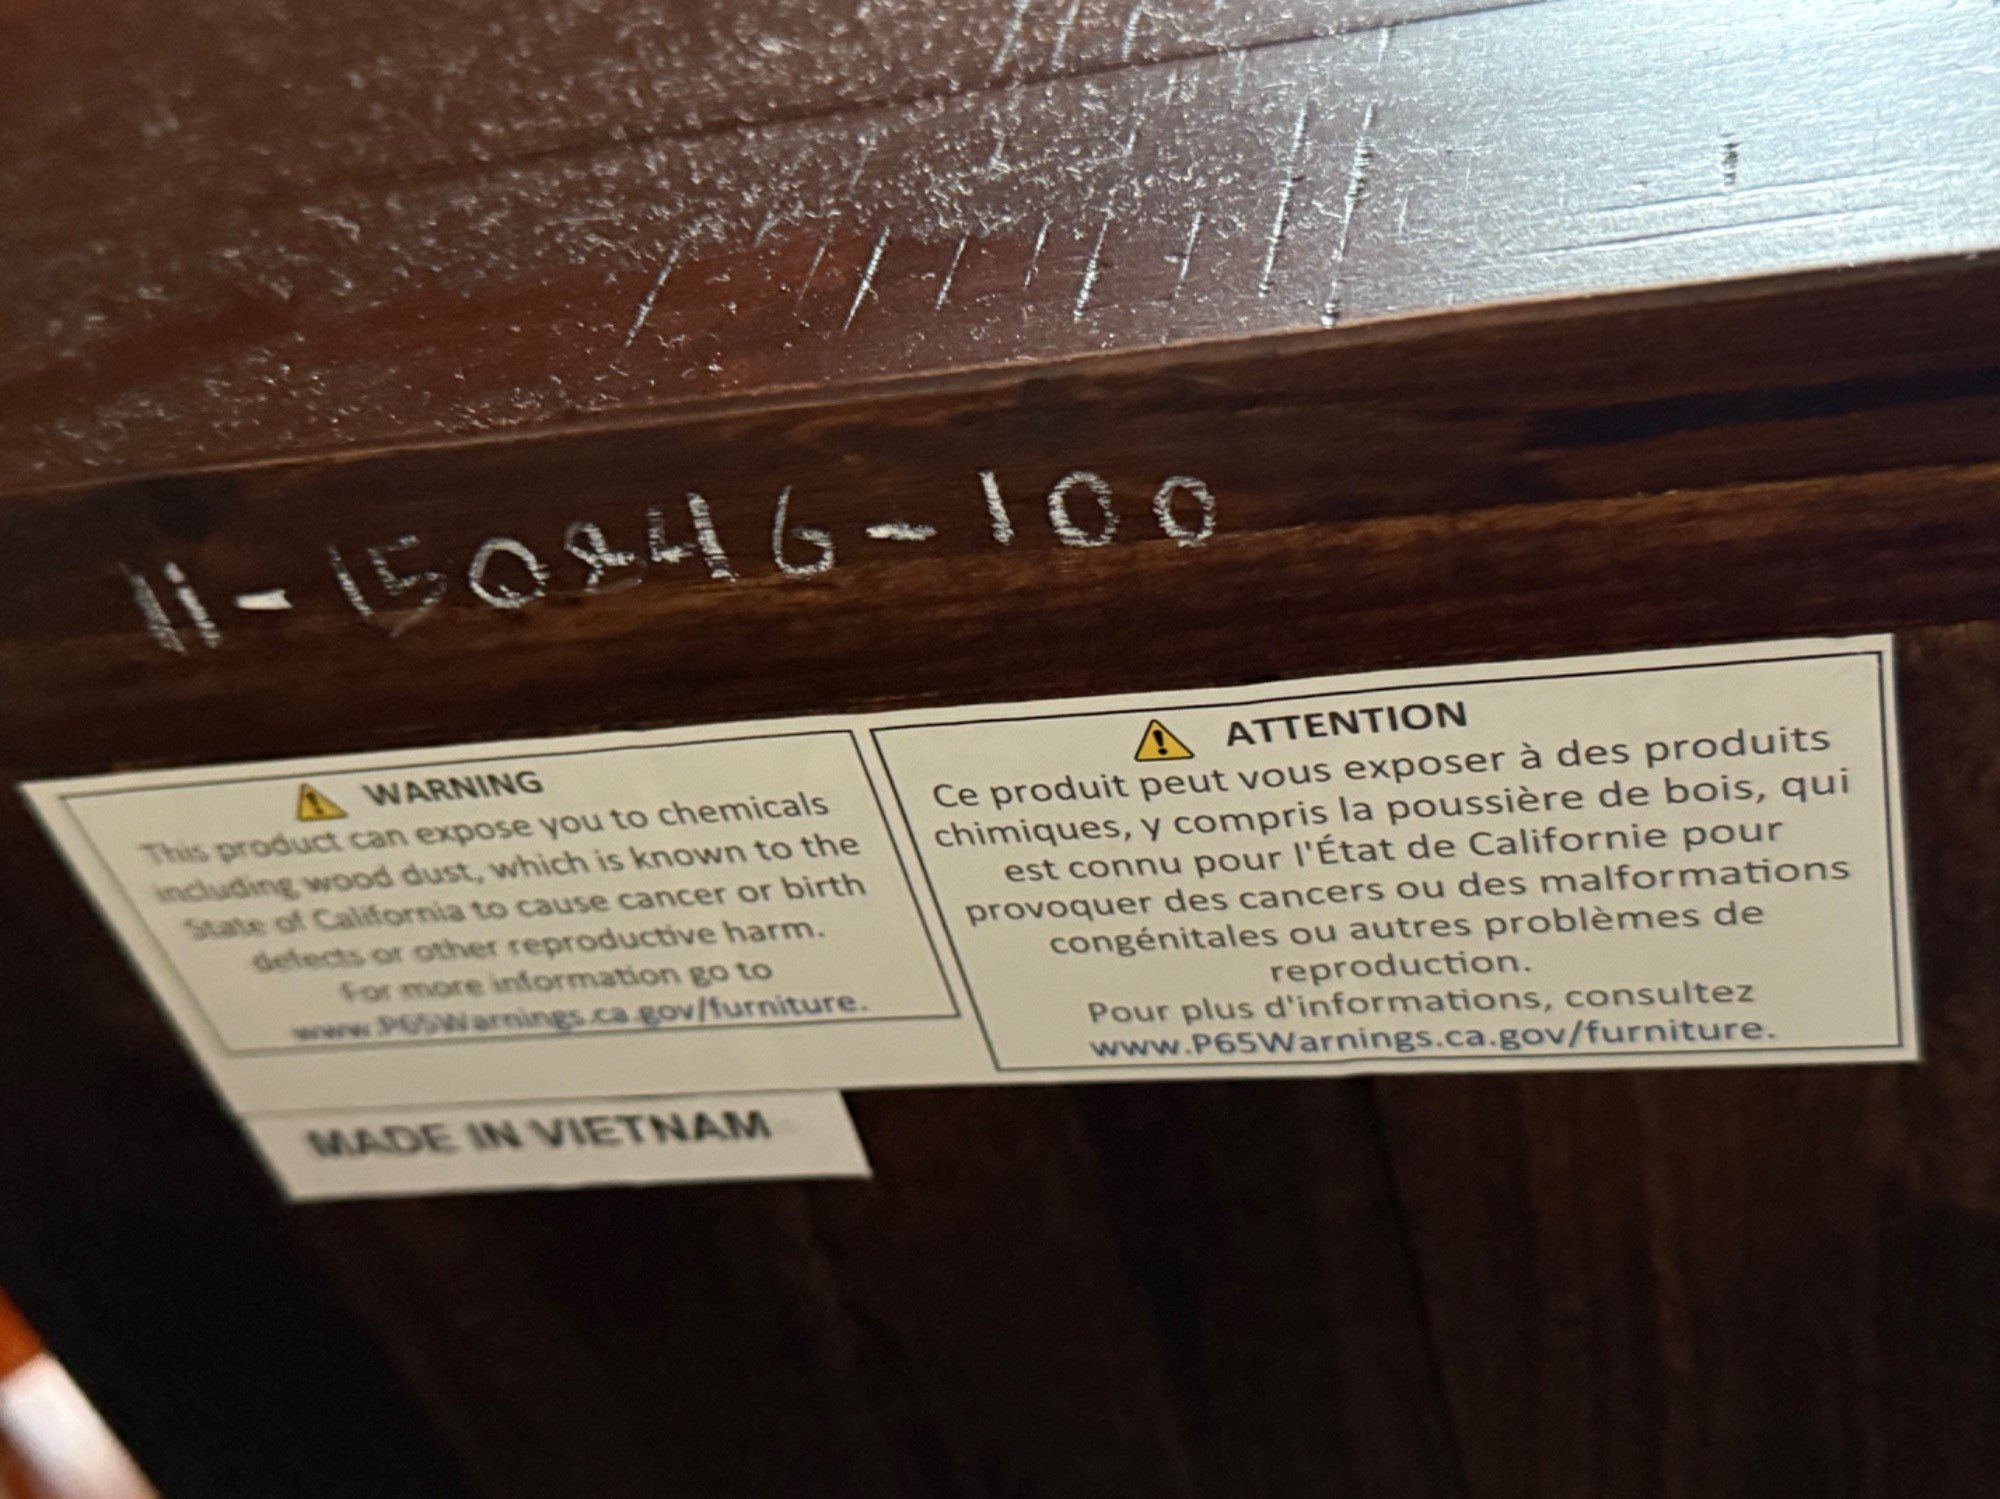 11-150846-100
WARNING
This product can expose you to chemicals
including wood dust, which is known to the
State of California to cause cancer or birth
defects or other reproductive harm.
For more information go to
www.P65Warnings.ca.gov/furniture.
ATTENTION
Ce produit peut vous exposer à des produits
chimiques, y compris la poussière de bois, qui
est connu pour l'État de Californie pour
provoquer des cancers ou des malformations
congénitales ou autres problèmes de
reproduction.
Pour plus d'informations, consultez
www.P65Warnings.ca.gov/furniture.
MADE IN VIETNAM